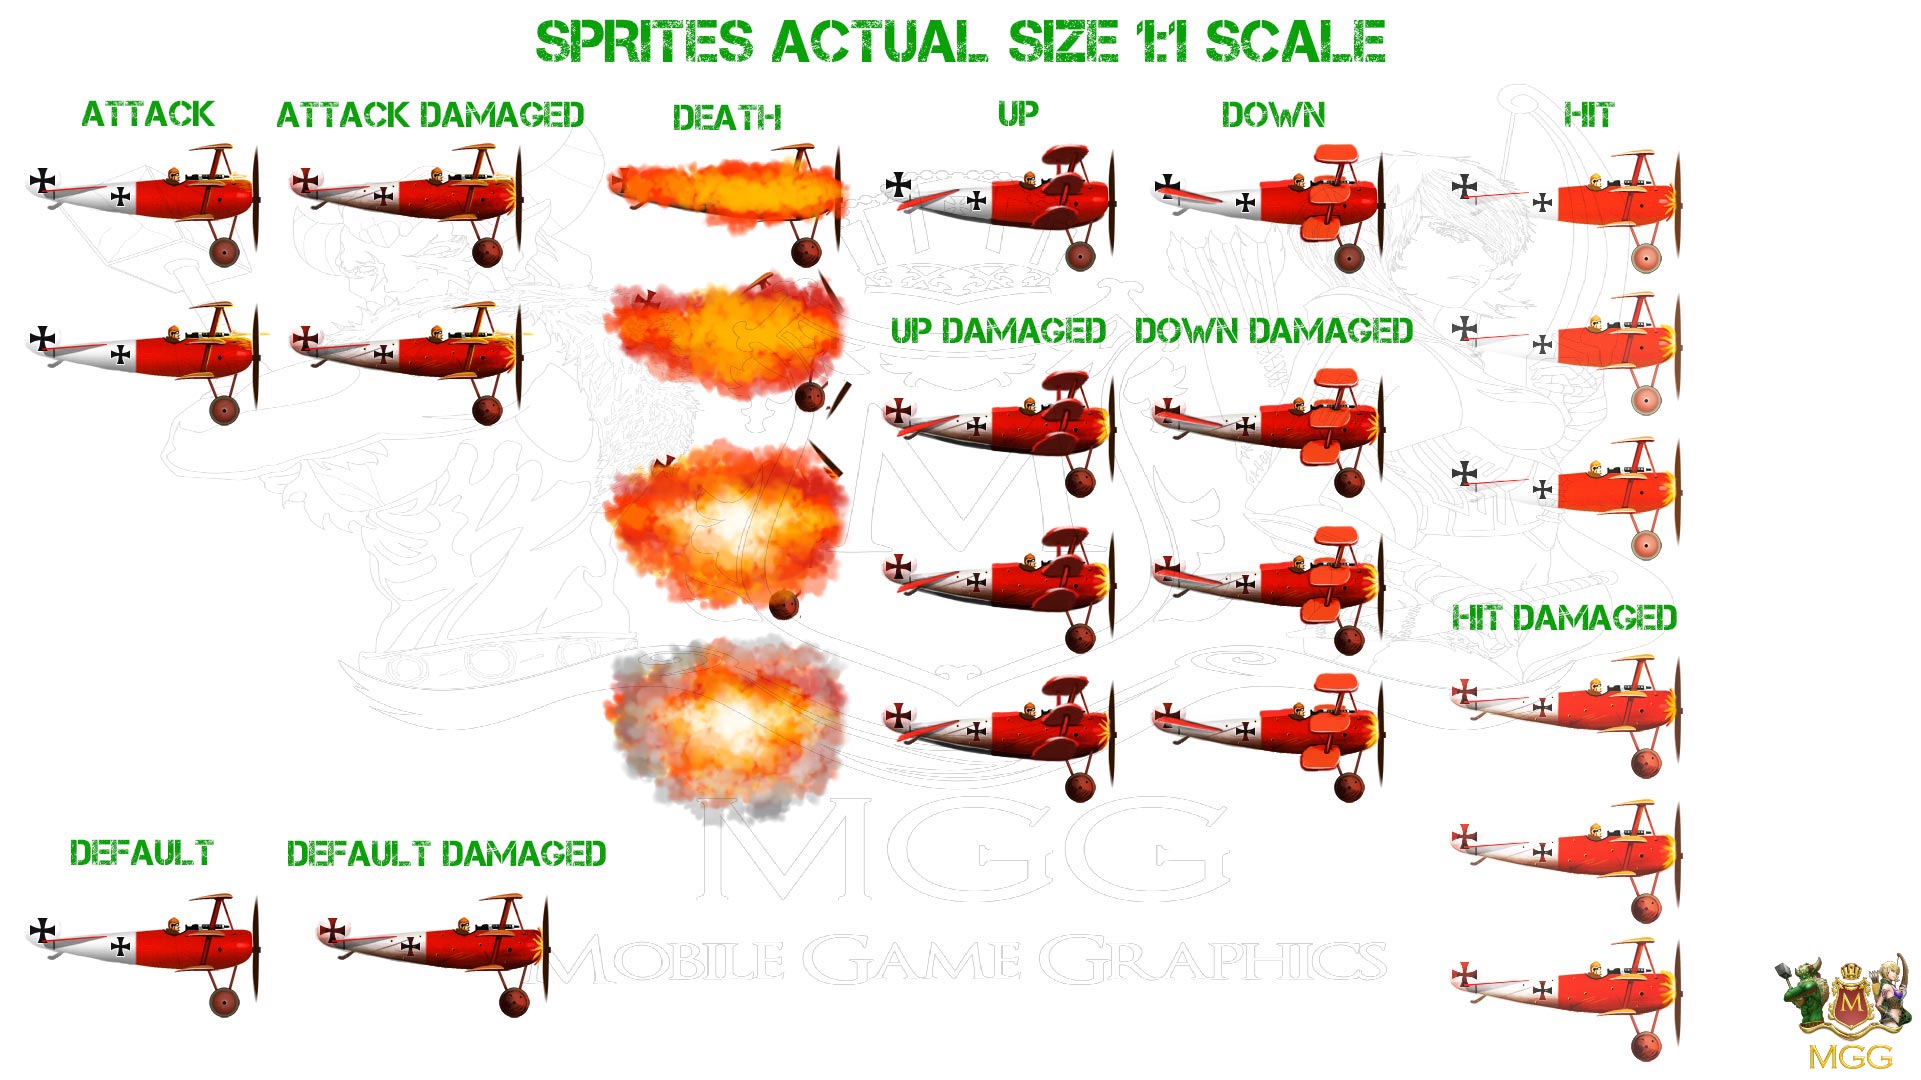 SPRITES ACTUAL SIZE 1:1 SCALE
ATTACK
ATTACK DAMAGED
DEATH
UP
DOWN
HIT
UP DAMAGED
DOWN DAMAGED
HIT DAMAGED
DEFAULT
DEFAULT DAMAGED
M
MGG
MOBILE GAME GRAPHICS
M
MGG